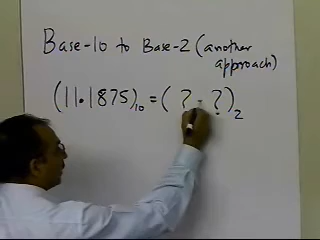 Base-10 to Base-2 (another
approach)
(11.1875)₁₀ = ( ? . ? )₂